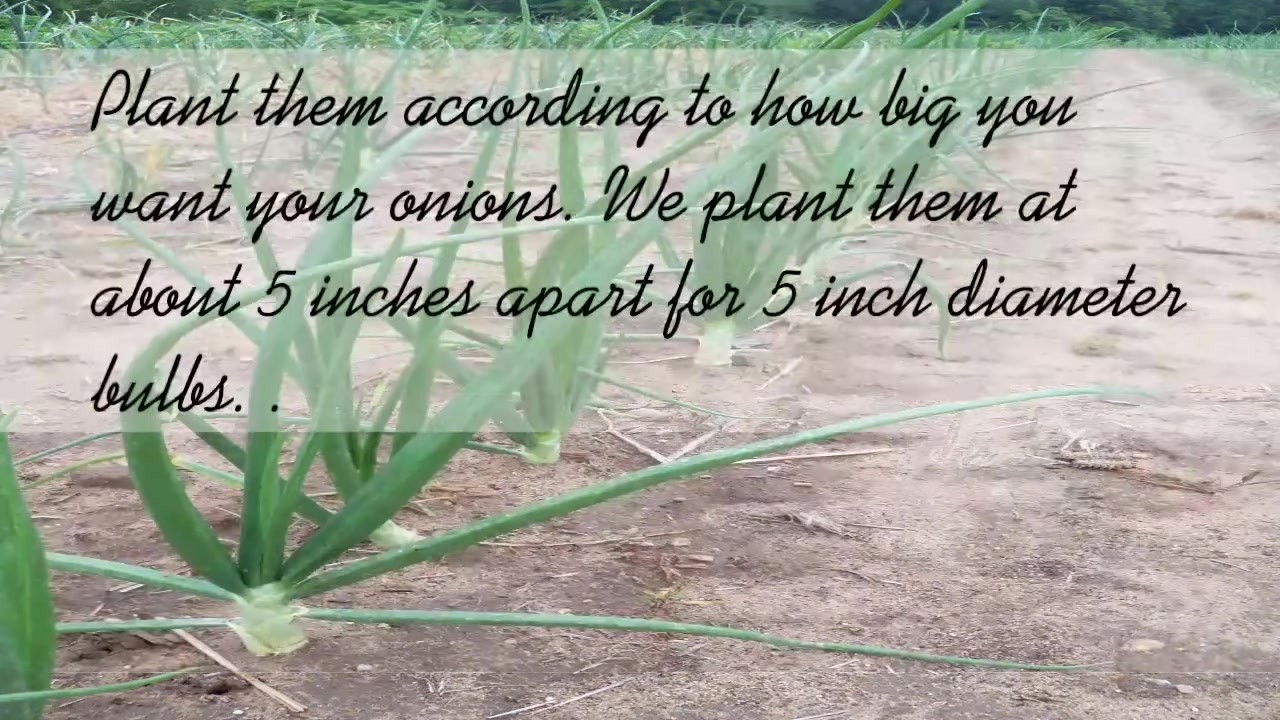 Plant them according to how big you
want your onions. We plant them at
about 5 inches apart for 5 inch diameter
bulbs. .